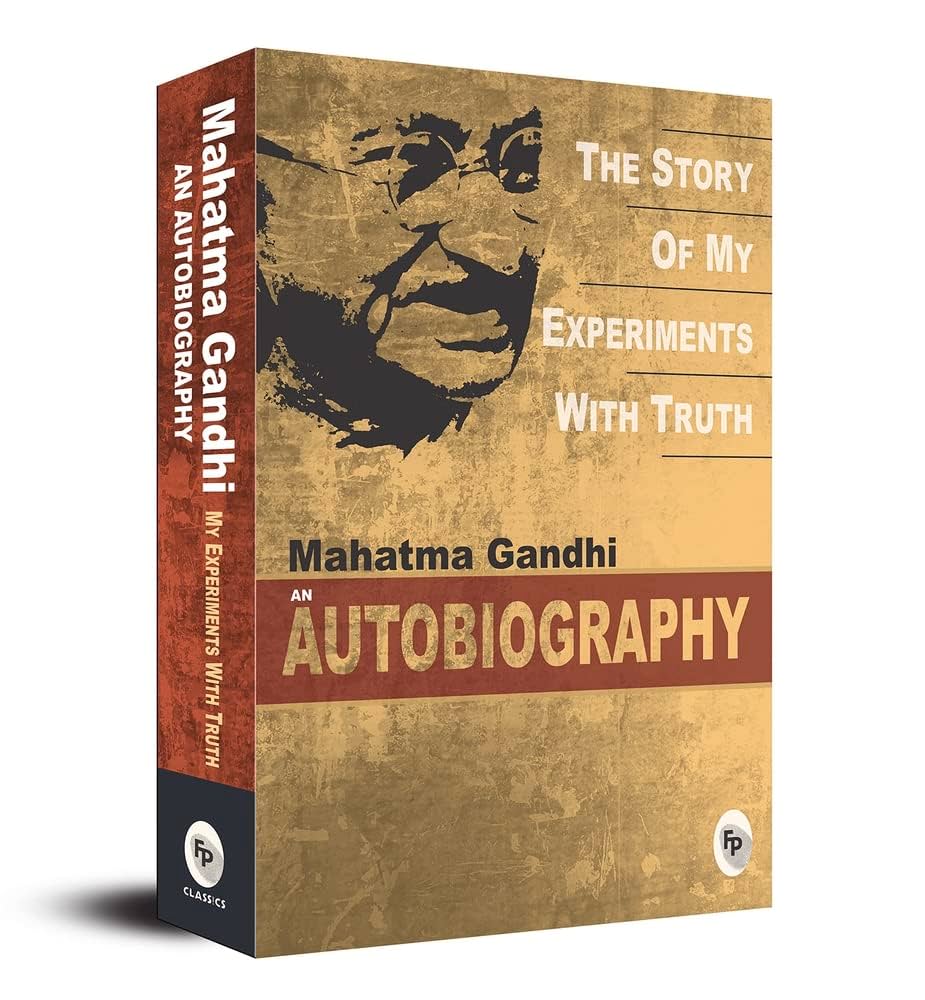 Mahatma Gandhi MY EXPERIMENTS WITH TRUTH
AN AUTOBIOGRAPHY
FP
CLASSICS
THE STORY
OF MY
EXPERIMENTS
WITH TRUTH
Mahatma Gandhi
AN
AUTOBIOGRAPHY
FP